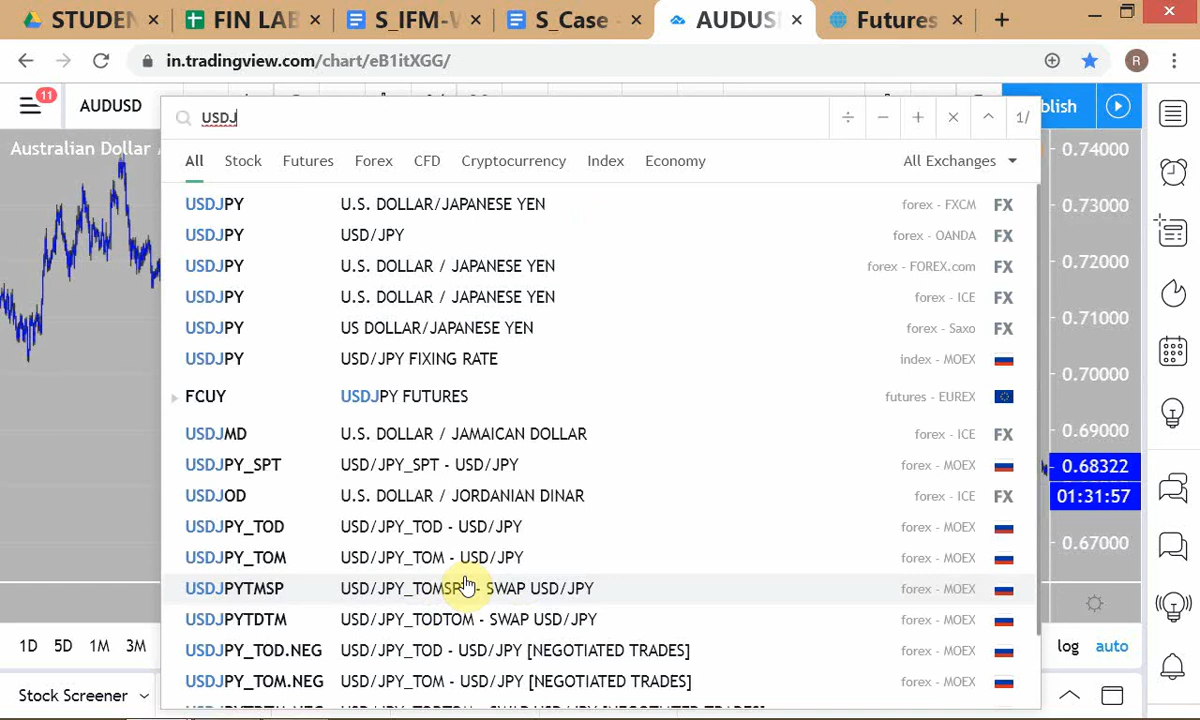 STUDEN
FIN LAB
S_IFM-W
S_Case -
AUDUS
Futures
in.tradingview.com/chart/eB1itXGG/
R
11
AUDUSD
blish
USDJ
1/
All Stock Futures Forex CFD Cryptocurrency Index Economy All Exchanges
Australian Dollar
USDJPY U.S. DOLLAR/JAPANESE YEN forex - FXCM FX
USDJPY USD/JPY forex - OANDA FX
USDJPY U.S. DOLLAR / JAPANESE YEN forex - FOREX.com FX
USDJPY U.S. DOLLAR / JAPANESE YEN forex - ICE FX
USDJPY US DOLLAR/JAPANESE YEN forex - Saxo FX
USDJPY USD/JPY FIXING RATE index - MOEX
FCUY USDJPY FUTURES futures - EUREX
USDJMD U.S. DOLLAR / JAMAICAN DOLLAR forex - ICE FX
USDJPY_SPT USD/JPY_SPT - USD/JPY forex - MOEX
USDJOD U.S. DOLLAR / JORDANIAN DINAR forex - ICE FX
USDJPY_TOD USD/JPY_TOD - USD/JPY forex - MOEX
USDJPY_TOM USD/JPY_TOM - USD/JPY forex - MOEX
USDJPYTMSP USD/JPY_TOMSP - SWAP USD/JPY forex - MOEX
USDJPYTDTM USD/JPY_TODTOM - SWAP USD/JPY forex - MOEX
USDJPY_TOD.NEG USD/JPY_TOD - USD/JPY [NEGOTIATED TRADES] forex - MOEX
USDJPY_TOM.NEG USD/JPY_TOM - USD/JPY [NEGOTIATED TRADES] forex - MOEX
0.74000
0.73000
0.72000
0.71000
0.70000
0.69000
0.68322
01:31:57
0.67000
1D 5D 1M 3M
log auto
Stock Screener